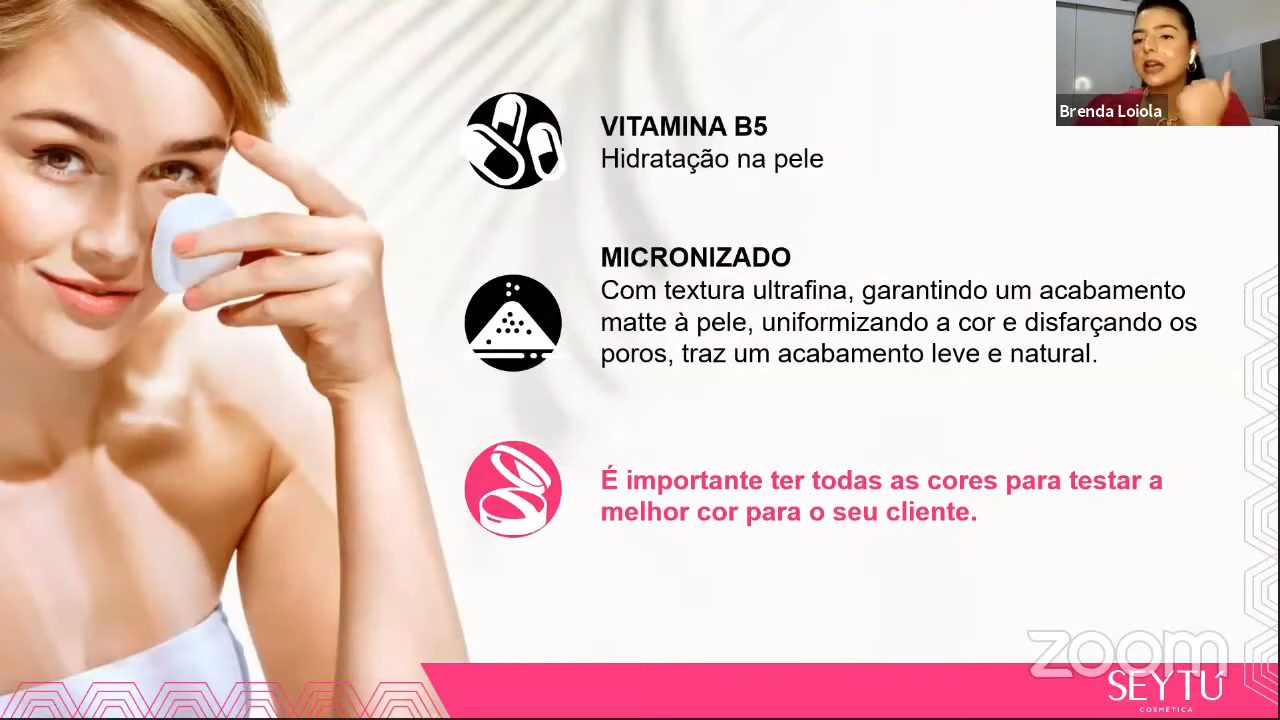 Brenda Loiola
VITAMINA B5
Hidratação na pele
MICRONIZADO
Com textura ultrafina, garantindo um acabamento
matte à pele, uniformizando a cor e disfarçando os
poros, traz um acabamento leve e natural.
É importante ter todas as cores para testar a
melhor cor para o seu cliente.
zoom
SEYTÚ
COSMÉTICA